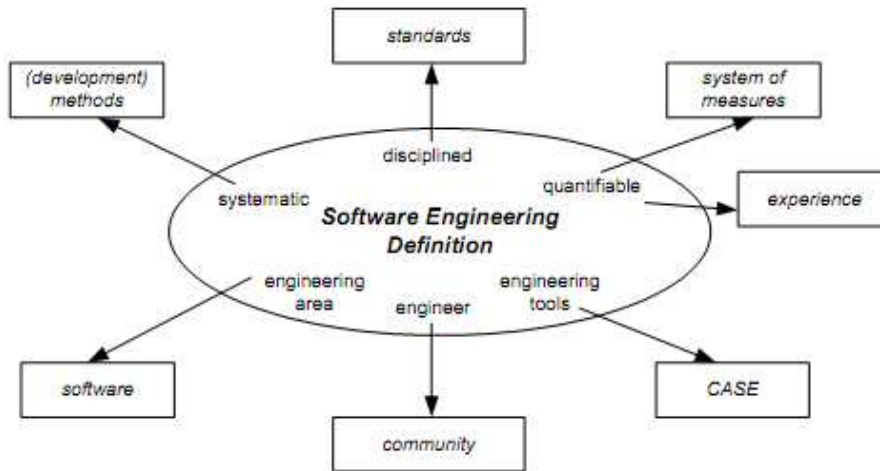 standards
(development)
methods
system of
measures
disciplined
quantifiable
systematic
experience
Software Engineering
Definition
engineering
area
engineer
engineering
tools
software
CASE
community